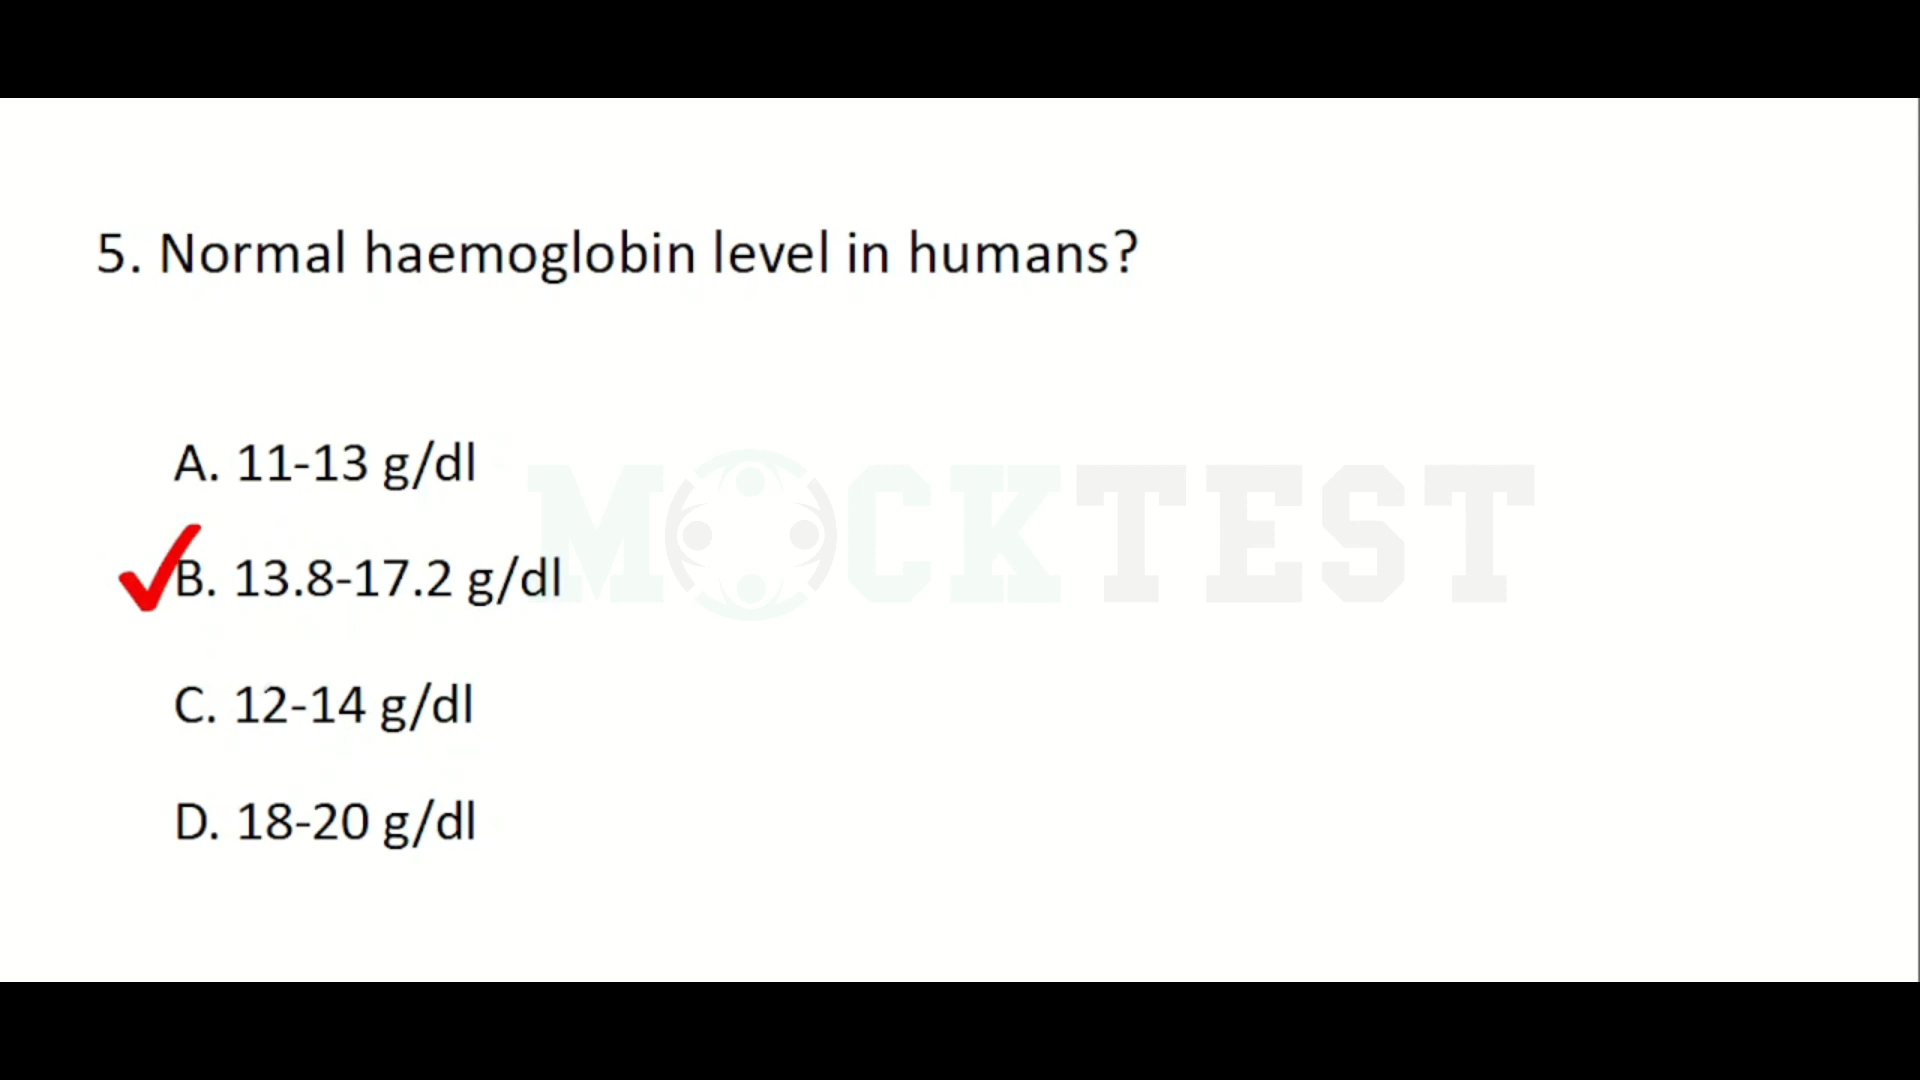 5. Normal haemoglobin level in humans?
A. 11-13 g/dl
B. 13.8-17.2 g/dl
C. 12-14 g/dl
D. 18-20 g/dl
MOCKTEST